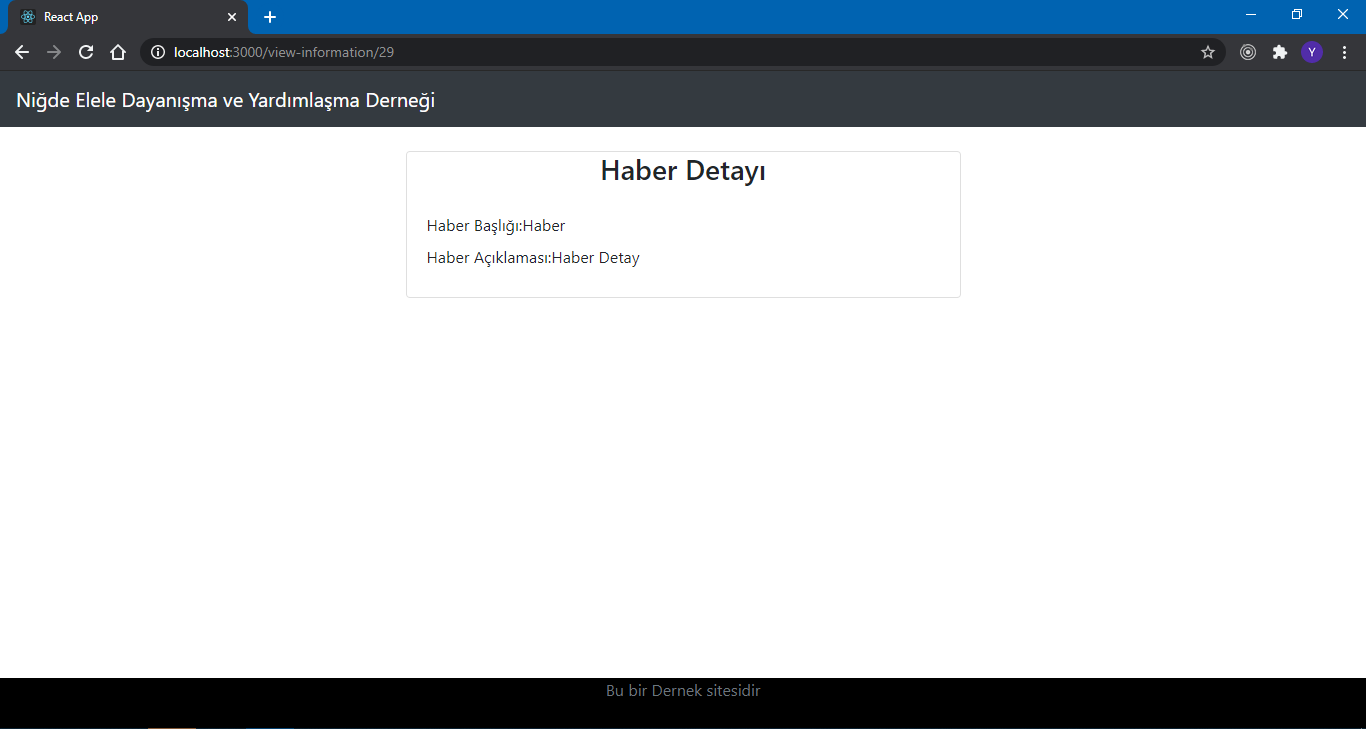 React App
localhost:3000/view-information/29
Y
Niğde Elele Dayanışma ve Yardımlaşma Derneği
Haber Detayı
Haber Başlığı:Haber
Haber Açıklaması:Haber Detay
Bu bir Dernek sitesidir